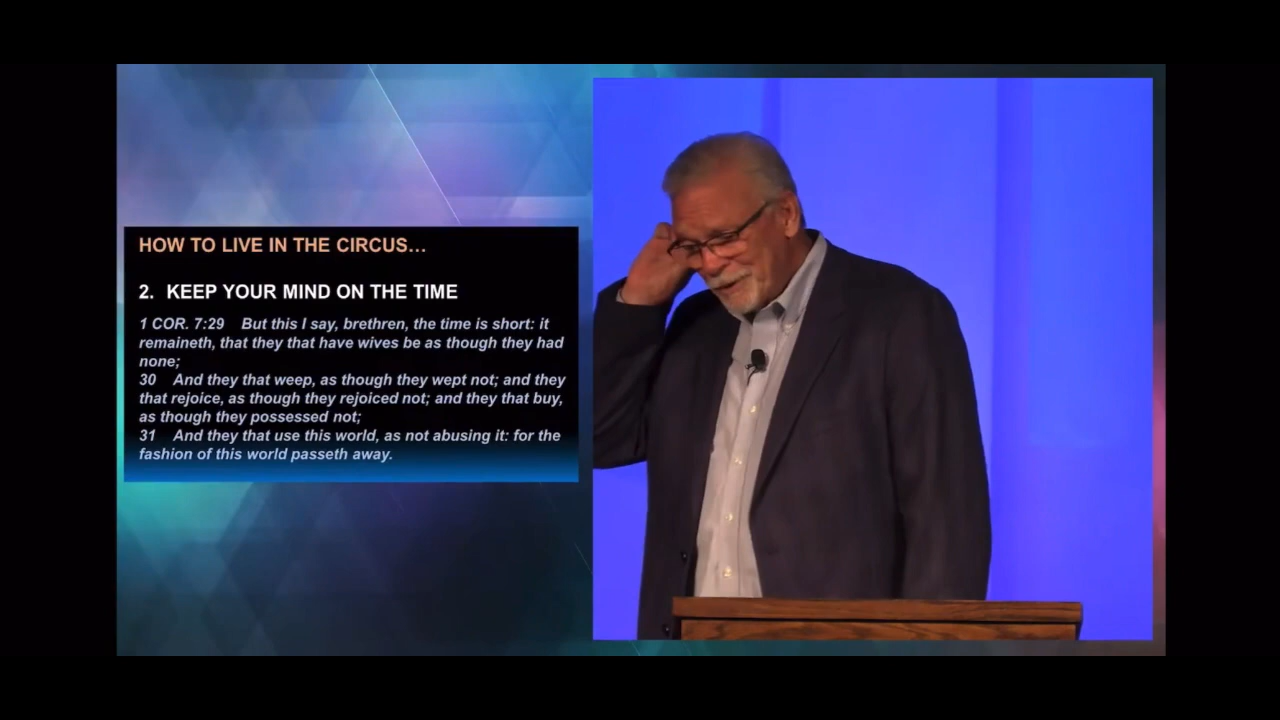 HOW TO LIVE IN THE CIRCUS…
2. KEEP YOUR MIND ON THE TIME
1 COR. 7:29 But this I say, brethren, the time is short: it
remaineth, that they that have wives be as though they had
none;
30 And they that weep, as though they wept not; and they
that rejoice, as though they rejoiced not; and they that buy,
as though they possessed not;
31 And they that use this world, as not abusing it: for the
fashion of this world passeth away.